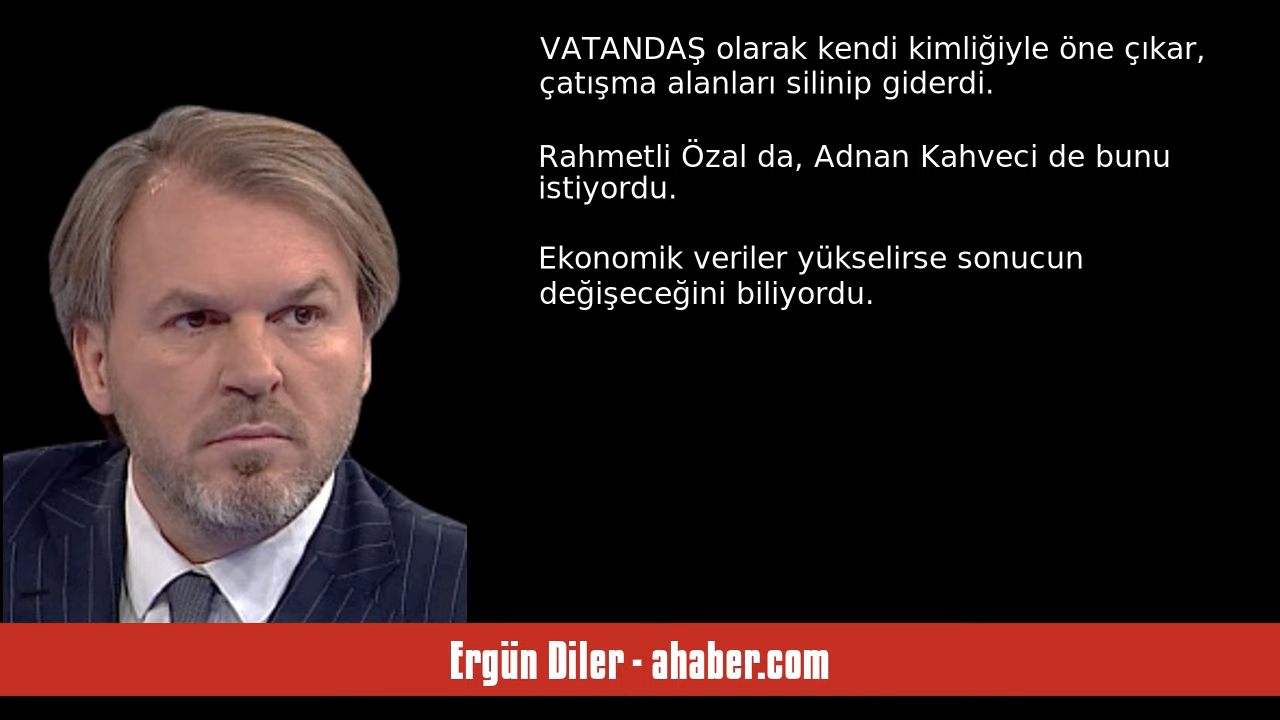 VATANDAŞ olarak kendi kimliğiyle öne çıkar,
çatışma alanları silinip giderdi.
Rahmetli Özal da, Adnan Kahveci de bunu
istiyordu.
Ekonomik veriler yükselirse sonucun
değişeceğini biliyordu.
Ergün Diler - ahaber.com